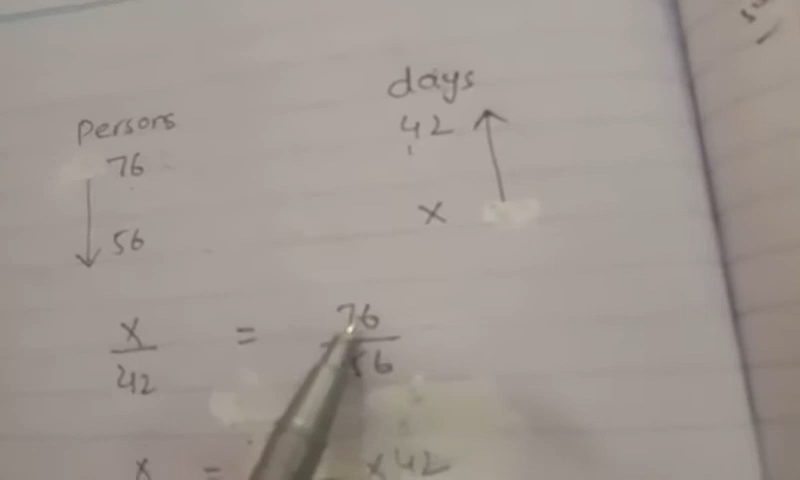 days
Persons
42
76
x
56
x/42 = 76/56
x = x 42